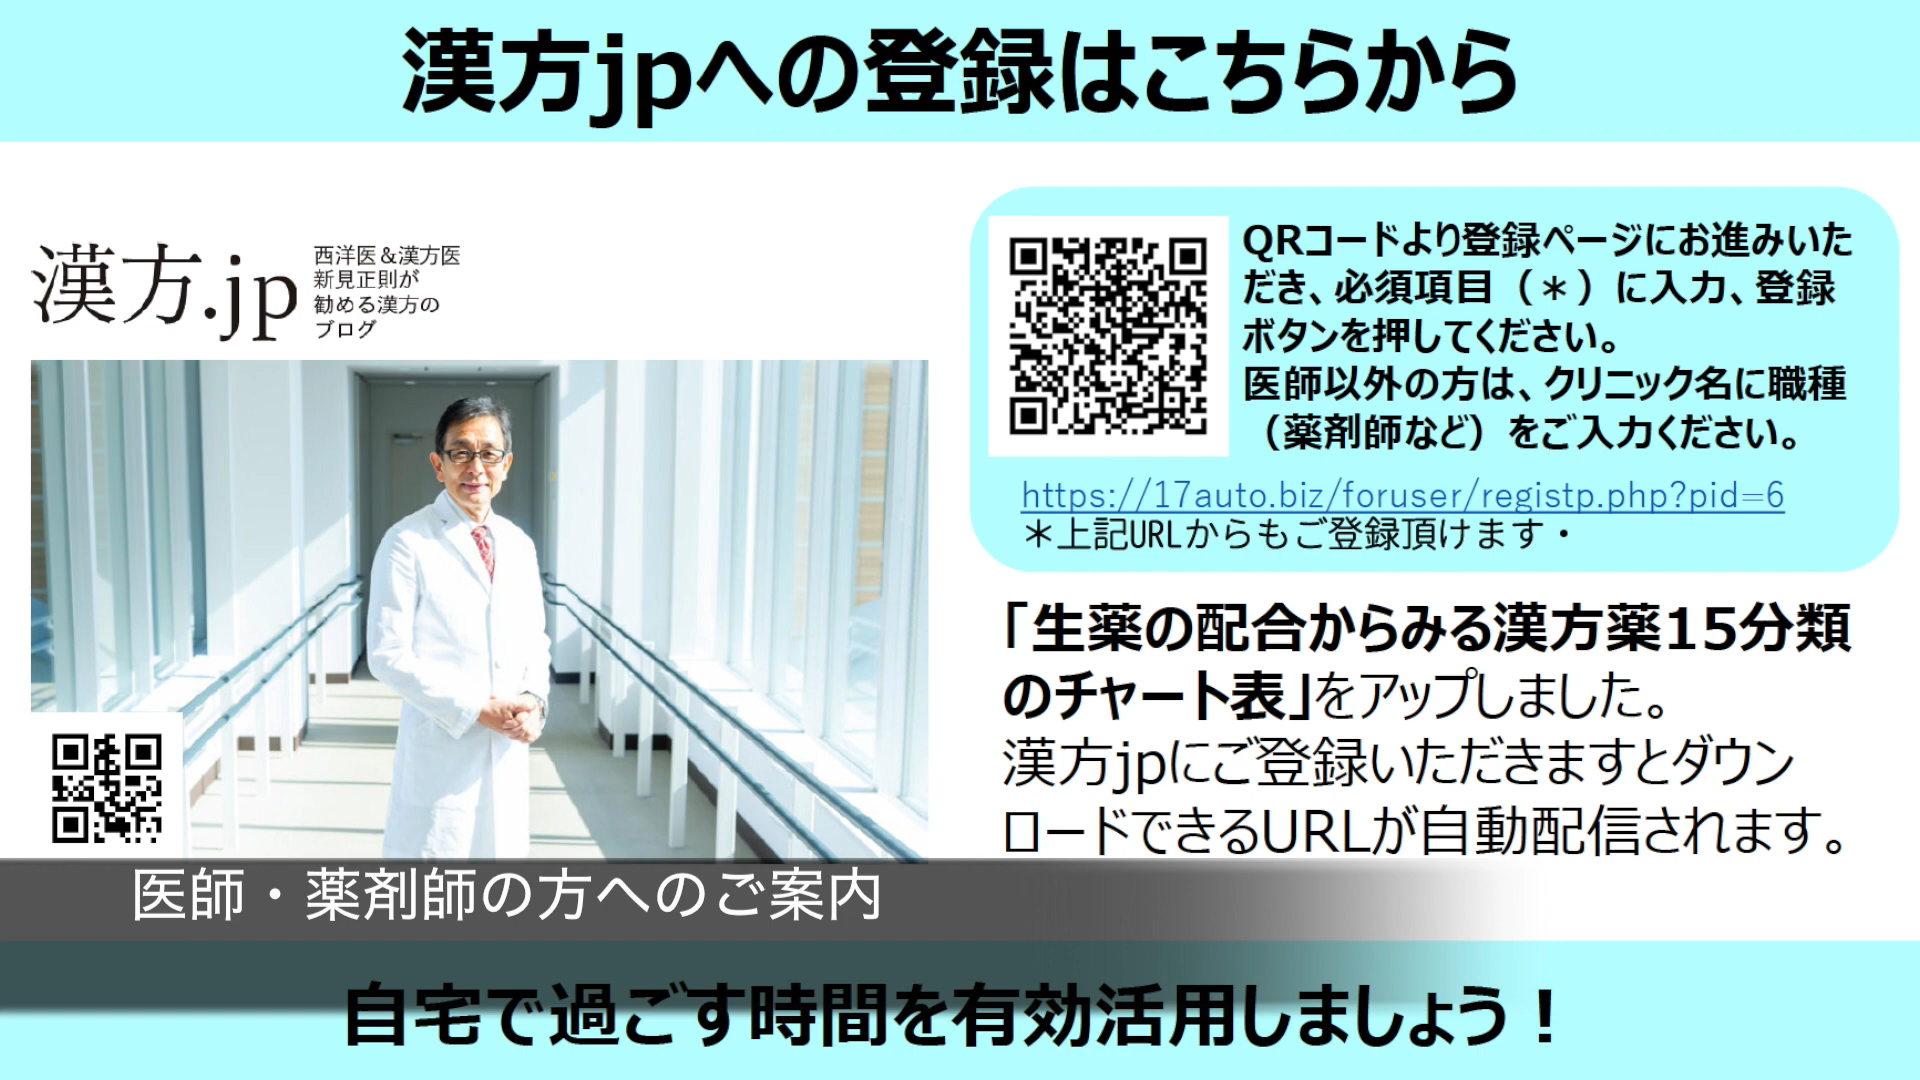 漢方jpへの登録はこちらから
漢方.jp
西洋医＆漢方医
新見正則が
勧める漢方の
ブログ
QRコードより登録ページにお進みいた
だき、必須項目（＊）に入力、登録
ボタンを押してください。
医師以外の方は、クリニック名に職種
（薬剤師など）をご入力ください。
https://17auto.biz/foruser/registp.php?pid=6
＊上記URLからもご登録頂けます・
「生薬の配合からみる漢方薬15分類
のチャート表」をアップしました。
漢方jpにご登録いただきますとダウン
ロードできるURLが自動配信されます。
医師・薬剤師の方へのご案内
自宅で過ごす時間を有効活用しましょう！